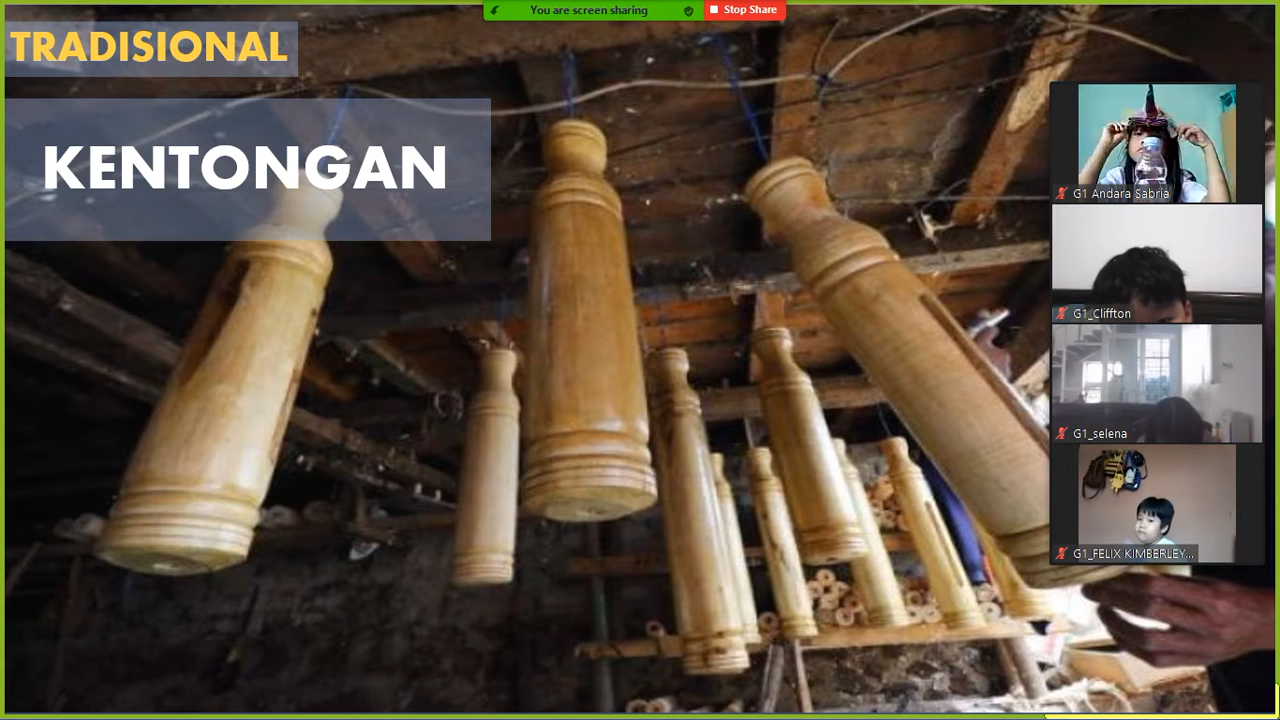 You are screen sharing
Stop Share
TRADISIONAL
KENTONGAN
G1 Andara Sabria
G1_Cliffton
G1_selena
G1_FELIX KIMBERLEY...